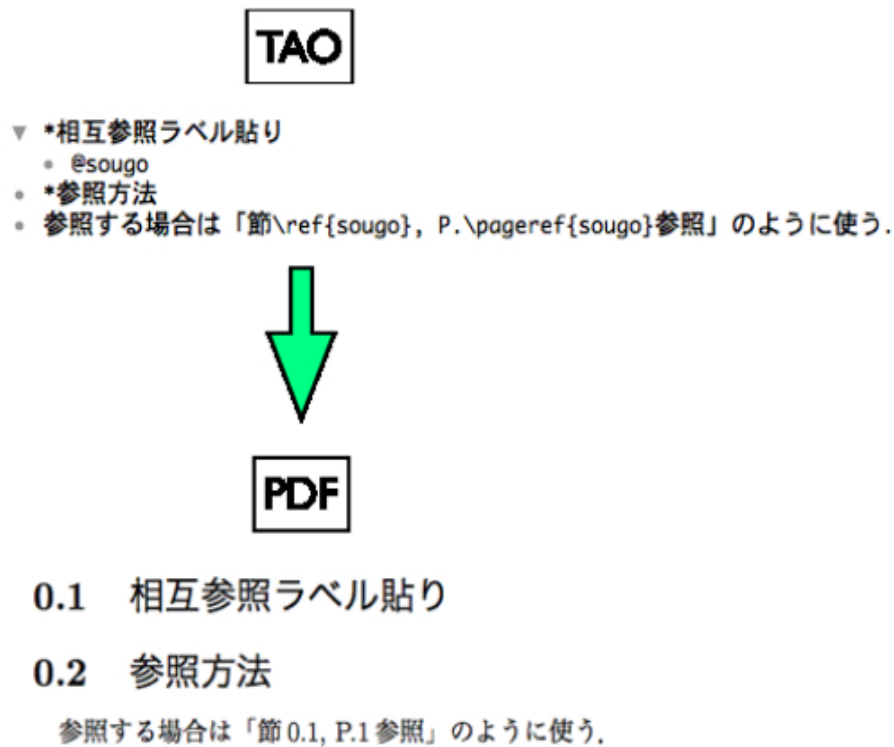 TAO
*相互参照ラベル貼り
@sougo
*参照方法
参照する場合は「節\ref{sougo}, P.\pageref{sougo}参照」のように使う.
PDF
0.1 相互参照ラベル貼り
0.2 参照方法
参照する場合は「節 0.1, P.1 参照」のように使う.